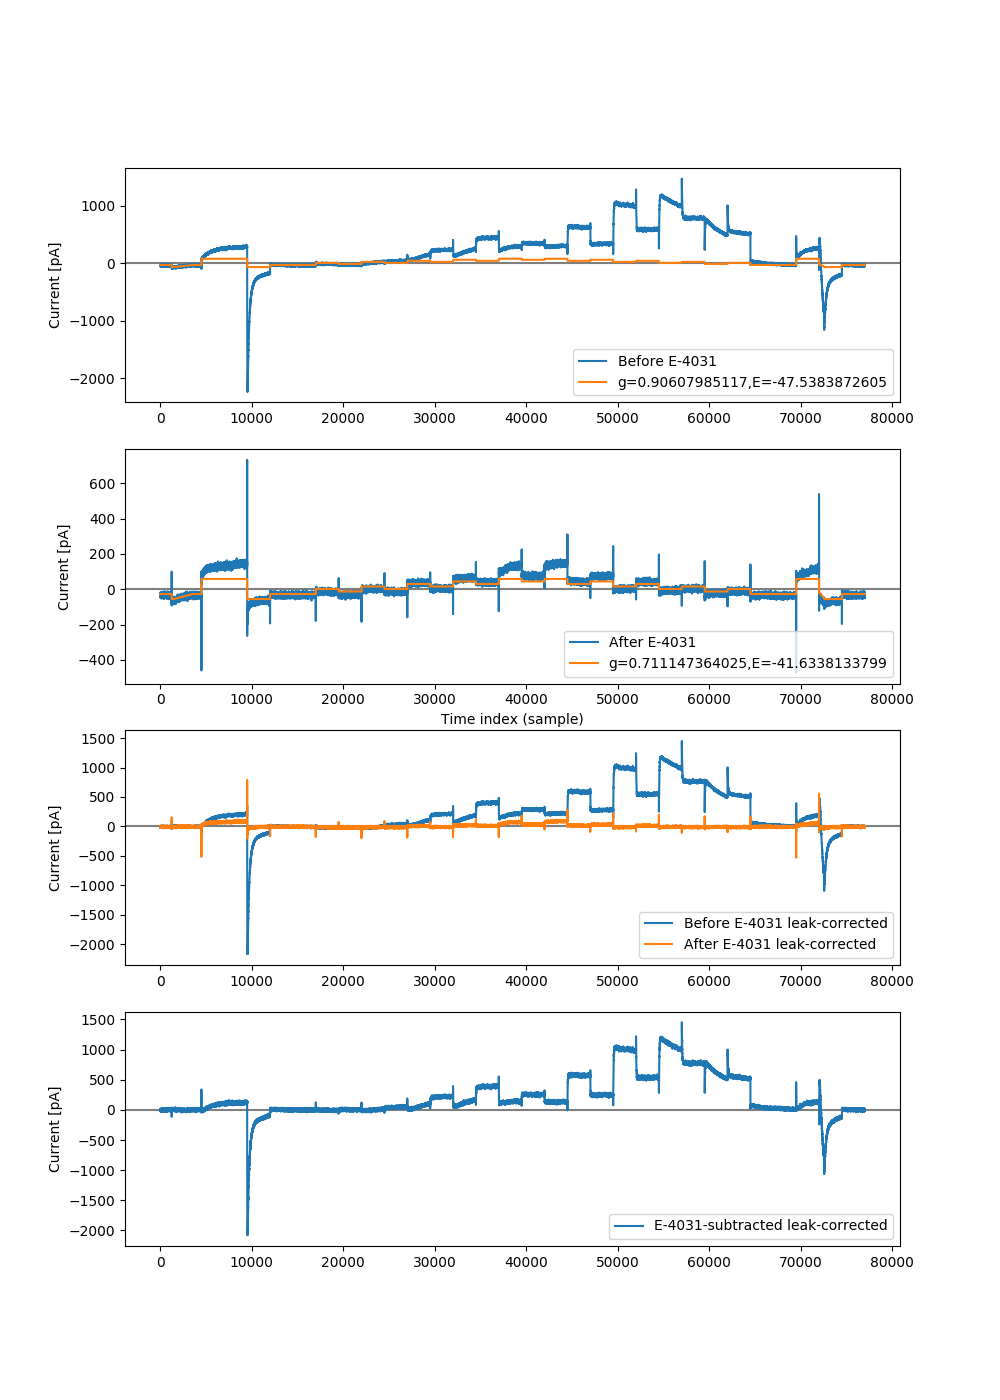 1000
0
−1000
−2000
Current [pA]
Before E-4031
g=0.90607985117,E=-47.5383872605
0 10000 20000 30000 40000 50000 60000 70000 80000
600
400
200
0
−200
−400
Current [pA]
After E-4031
g=0.711147364025,E=-41.6338133799
0 10000 20000 30000 40000 50000 60000 70000 80000
Time index (sample)
1500
1000
500
0
−500
−1000
−1500
−2000
Current [pA]
Before E-4031 leak-corrected
After E-4031 leak-corrected
0 10000 20000 30000 40000 50000 60000 70000 80000
1500
1000
500
0
−500
−1000
−1500
−2000
Current [pA]
E-4031-subtracted leak-corrected
0 10000 20000 30000 40000 50000 60000 70000 80000